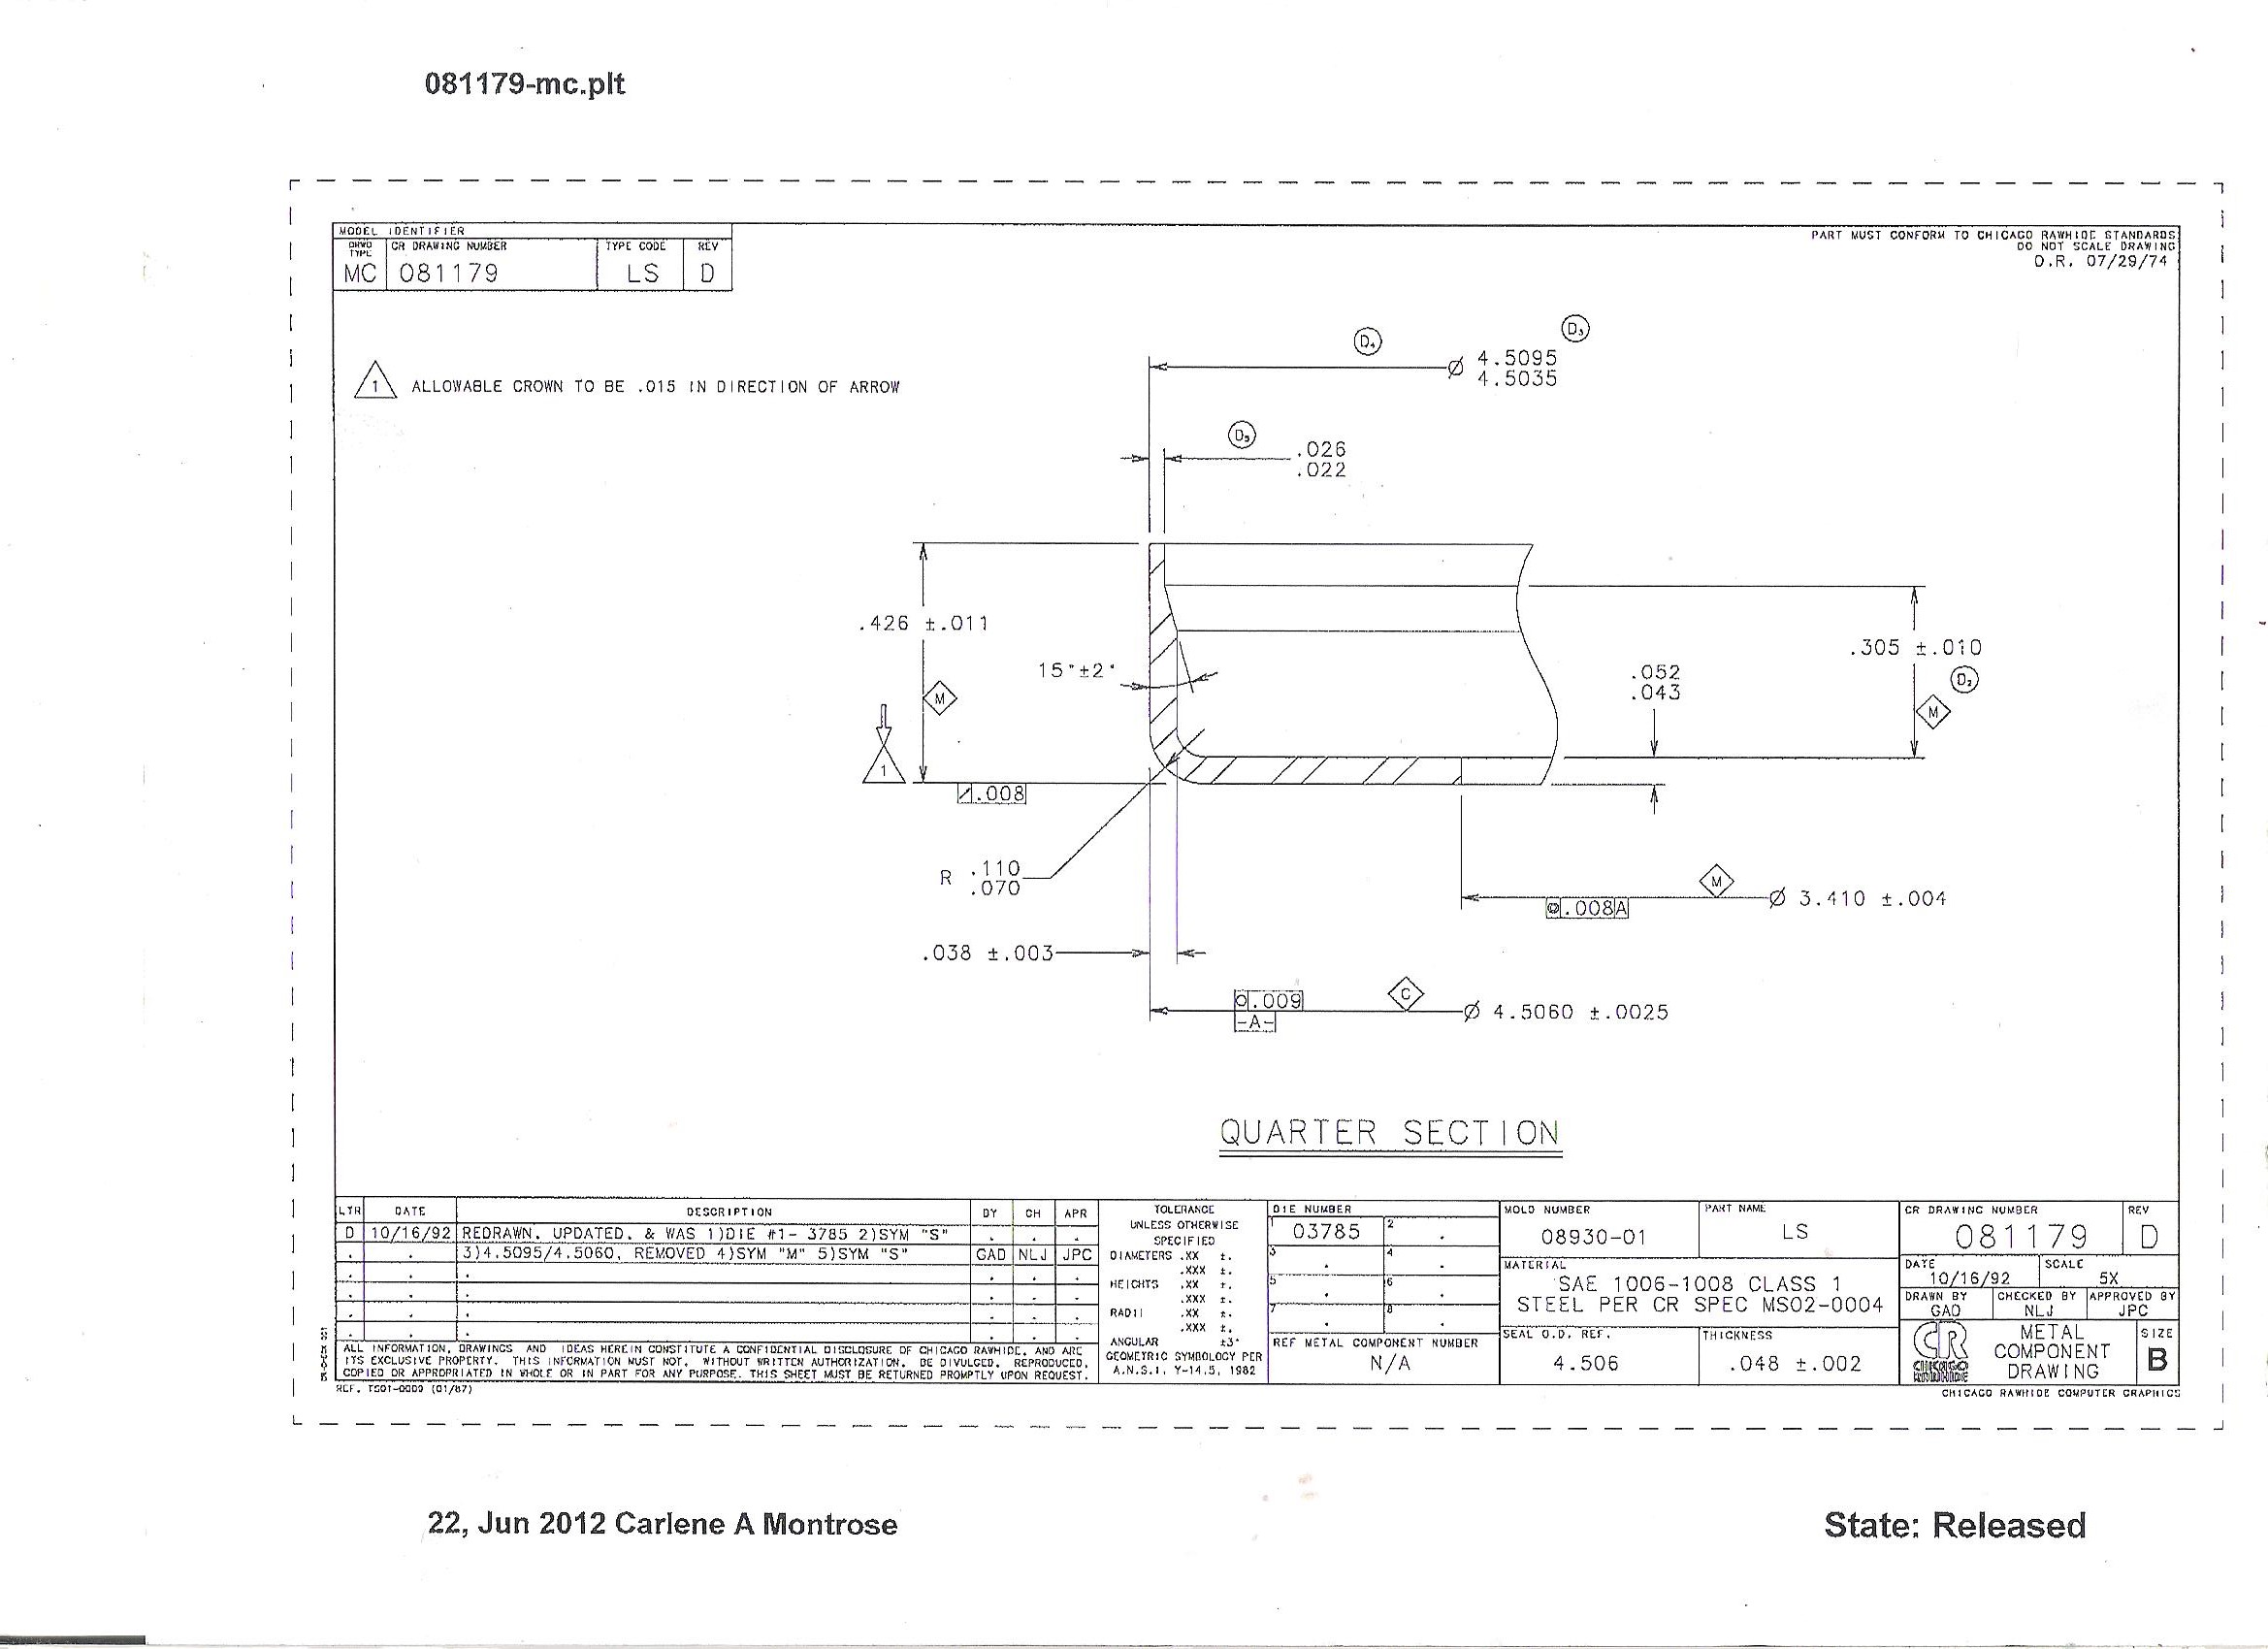 081179-mc.plt
MODEL IDENTIFIER
DRWG TYPE
CR DRAWING NUMBER
TYPE CODE
REV
MC
081179
LS
D
PART MUST CONFORM TO CHICAGO RAWHIDE STANDARDS
DO NOT SCALE DRAWING
O.R. 07/29/74
1 ALLOWABLE CROWN TO BE .015 IN DIRECTION OF ARROW
D4
D3
Ø 4.5095
4.5035
D5
.026
.022
.426 ±.011
M
15°±2°
.052
.043
.305 ±.010
D2
M
1
.008
R .110
.070
M
Ø 3.410 ±.004
◎ .008 A
.038 ±.003
○ .009
-A-
C
Ø 4.5060 ±.0025
QUARTER SECTION
LTR DATE DESCRIPTION BY CH APR
D 10/16/92 REDRAWN, UPDATED, & WAS 1)DIE #1- 3785 2)SYM "S"
3)4.5095/4.5060, REMOVED 4)SYM "M" 5)SYM "S" GAD NLJ JPC
ALL INFORMATION, DRAWINGS AND IDEAS HEREIN CONSTITUTE A CONFIDENTIAL DISCLOSURE OF CHICAGO RAWHIDE, AND ARE
ITS EXCLUSIVE PROPERTY. THIS INFORMATION MUST NOT, WITHOUT WRITTEN AUTHORIZATION, BE DIVULGED, REPRODUCED,
COPIED OR APPROPRIATED IN WHOLE OR IN PART FOR ANY PURPOSE. THIS SHEET MUST BE RETURNED PROMPTLY UPON REQUEST.
REF. TS01-0009 (01/87)
TOLERANCE
UNLESS OTHERWISE
SPECIFIED
DIAMETERS .XX ±.
.XXX ±.
HEIGHTS .XX ±.
.XXX ±.
RADII .XX ±.
.XXX ±.
ANGULAR ±3°
GEOMETRIC SYMBOLOGY PER
A.N.S.I. Y-14.5, 1982
DIE NUMBER
1 03785 2
3 4
5 6
7 8
REF METAL COMPONENT NUMBER
N/A
MOLD NUMBER
08930-01
PART NAME
LS
MATERIAL
SAE 1006-1008 CLASS 1
STEEL PER CR SPEC MS02-0004
SEAL O.D. REF.
4.506
THICKNESS
.048 ±.002
CR DRAWING NUMBER
081179
REV
D
DATE
10/16/92
SCALE
5X
DRAWN BY
GAD
CHECKED BY
NLJ
APPROVED BY
JPC
CR
CHICAGO
RAWHIDE
METAL
COMPONENT
DRAWING
SIZE
B
CHICAGO RAWHIDE COMPUTER GRAPHICS
22, Jun 2012 Carlene A Montrose
State: Released